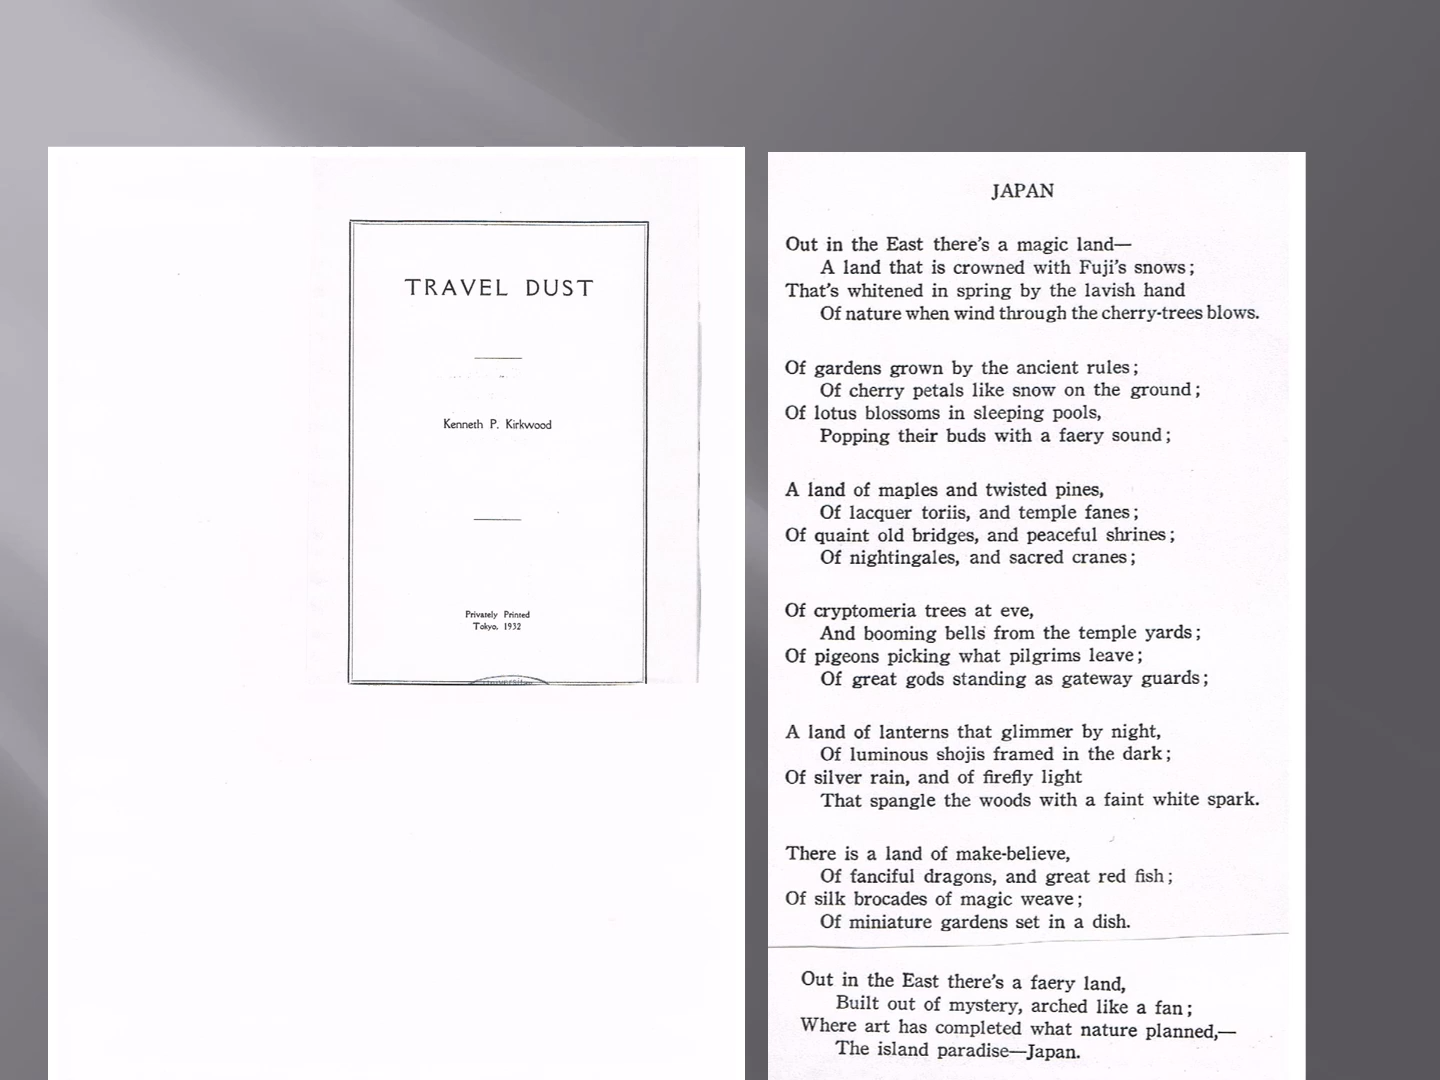 TRAVEL DUST
Kenneth P. Kirkwood
Privately Printed
Tokyo, 1932
JAPAN
Out in the East there's a magic land—
A land that is crowned with Fuji's snows;
That's whitened in spring by the lavish hand
Of nature when wind through the cherry-trees blows.
Of gardens grown by the ancient rules;
Of cherry petals like snow on the ground;
Of lotus blossoms in sleeping pools,
Popping their buds with a faery sound;
A land of maples and twisted pines,
Of lacquer toriis, and temple fanes;
Of quaint old bridges, and peaceful shrines;
Of nightingales, and sacred cranes;
Of cryptomeria trees at eve,
And booming bells from the temple yards;
Of pigeons picking what pilgrims leave;
Of great gods standing as gateway guards;
A land of lanterns that glimmer by night,
Of luminous shojis framed in the dark;
Of silver rain, and of firefly light
That spangle the woods with a faint white spark.
There is a land of make-believe,
Of fanciful dragons, and great red fish;
Of silk brocades of magic weave;
Of miniature gardens set in a dish.
Out in the East there's a faery land,
Built out of mystery, arched like a fan;
Where art has completed what nature planned,—
The island paradise—Japan.